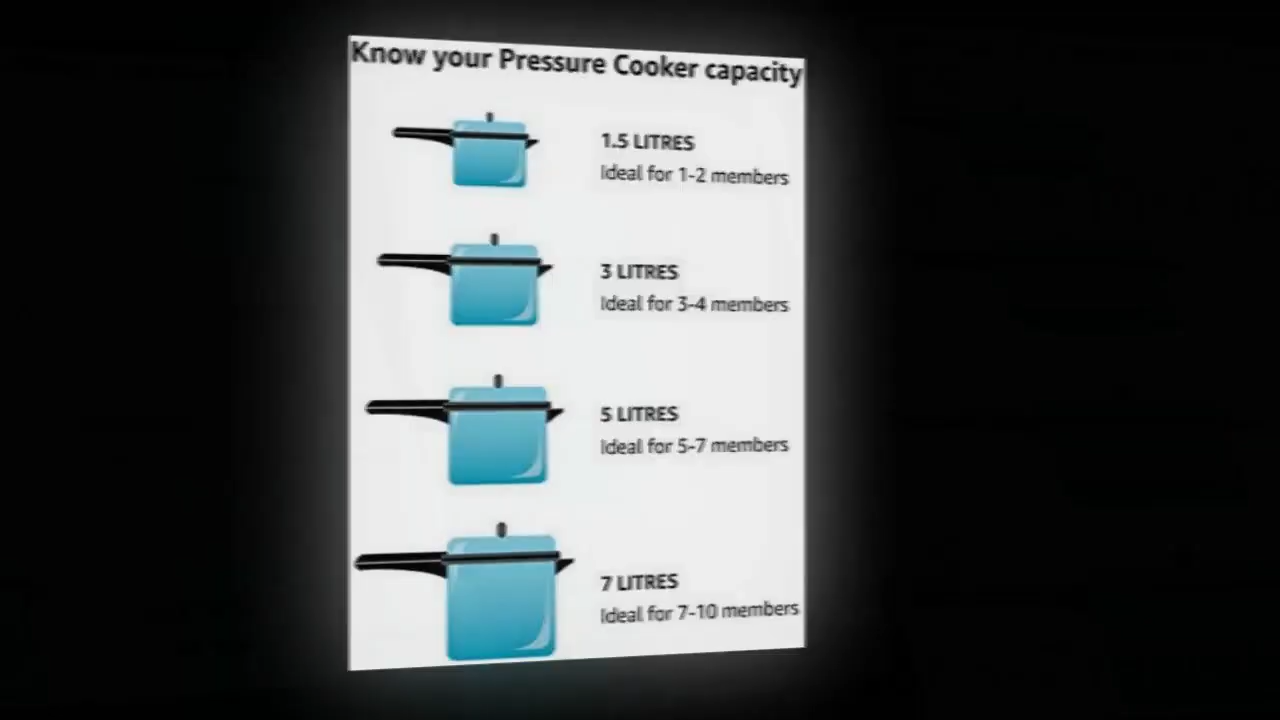 Know your Pressure Cooker capacity
1.5 LITRES
Ideal for 1-2 members
3 LITRES
Ideal for 3-4 members
5 LITRES
Ideal for 5-7 members
7 LITRES
Ideal for 7-10 members